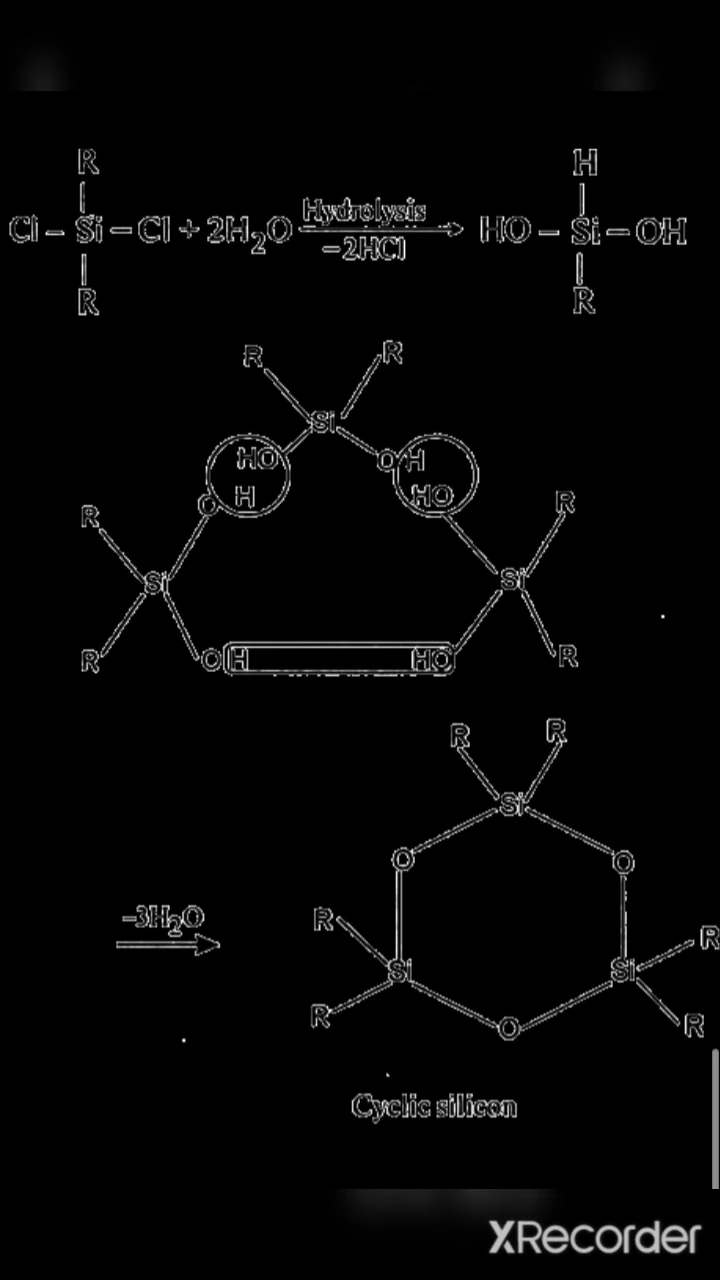 R H
Cl – Si – Cl + 2H₂O Hydrolysis –2HCl HO – Si – OH
R R
R R
Si
HO OH
O H HO
R R
Si Si
R OH HO R
R R
Si
O O
–3H₂O
R R
Si Si
R O R
Cyclic silicon
XRecorder